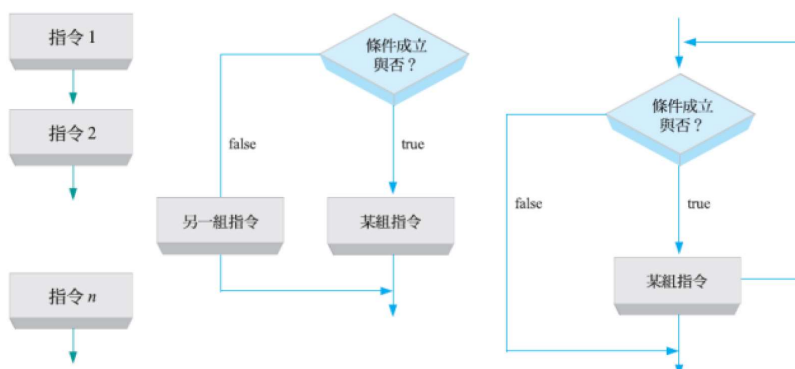 指令 1
指令 2
指令 n
條件成立
與否？
false
true
另一組指令
某組指令
條件成立
與否？
false
true
某組指令